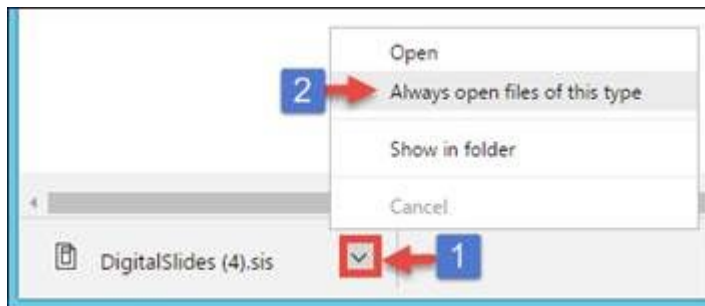 Open
2
Always open files of this type
Show in folder
Cancel
DigitalSlides (4).sis
1